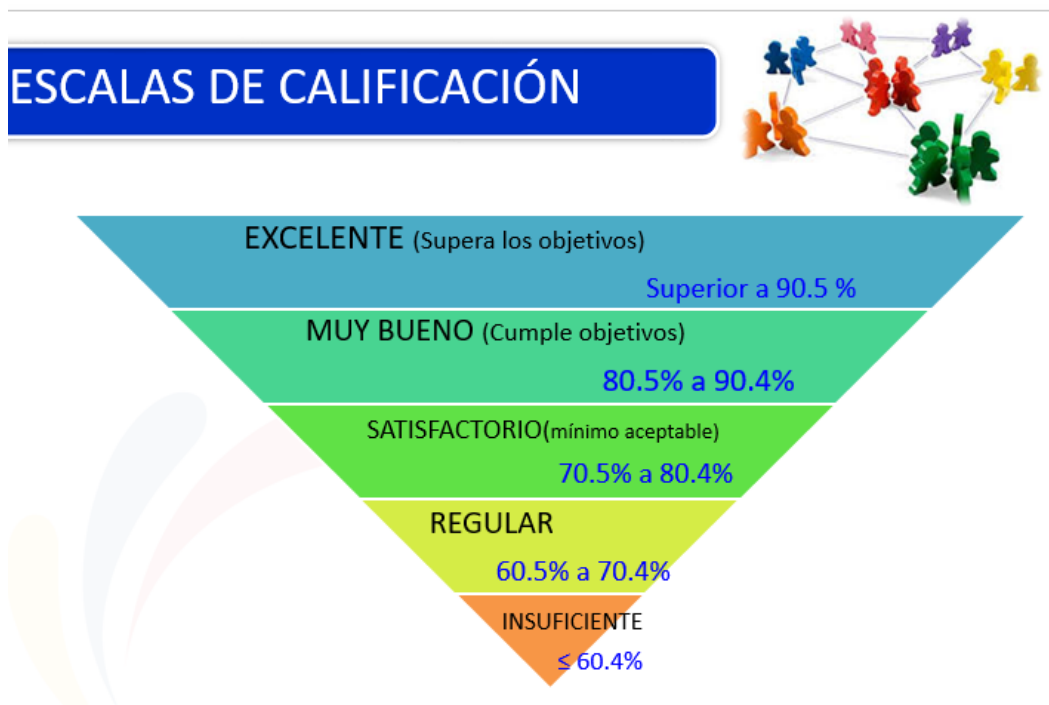 ESCALAS DE CALIFICACIÓN
EXCELENTE (Supera los objetivos)
Superior a 90.5 %
MUY BUENO (Cumple objetivos)
80.5% a 90.4%
SATISFACTORIO(mínimo aceptable)
70.5% a 80.4%
REGULAR
60.5% a 70.4%
INSUFICIENTE
≤ 60.4%